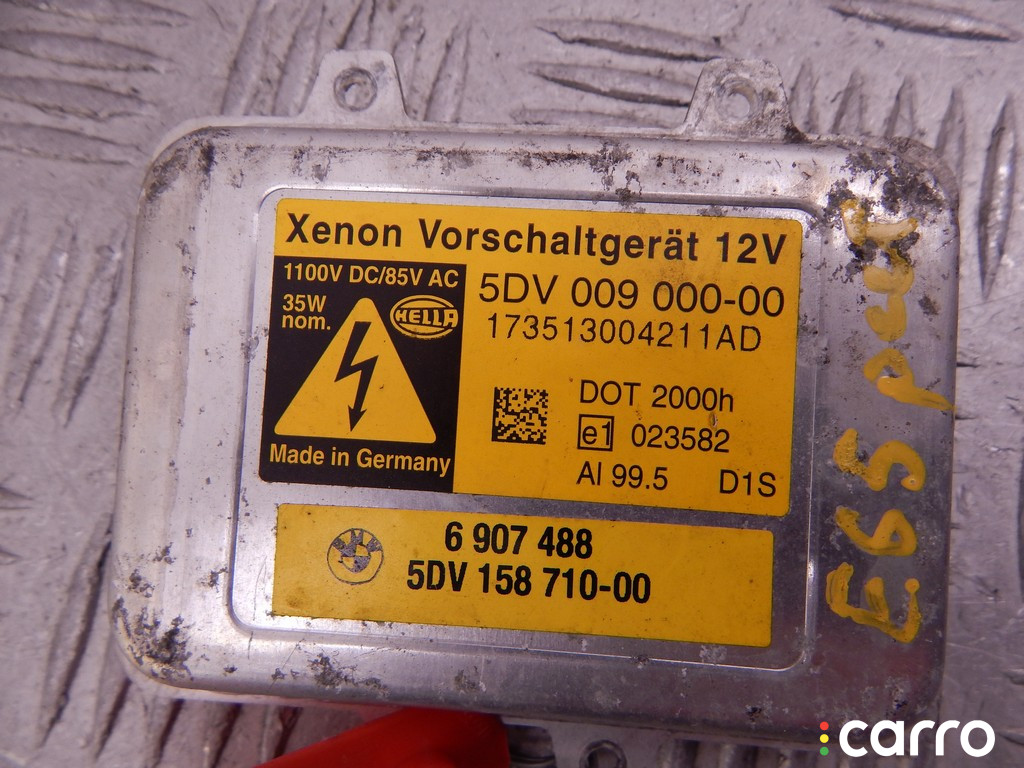 Xenon Vorschaltgerät 12V
1100V DC/85V AC
35W
nom.
HELLA
Made in Germany
5DV 009 000-00
173513004211AD
DOT 2000h
e1 023582
Al 99.5 D1S
6 907 488
5DV 158 710-00
carro